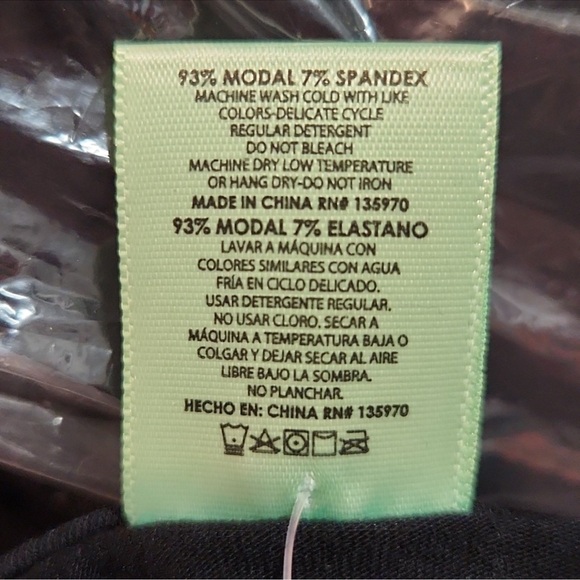 93% MODAL 7% SPANDEX
MACHINE WASH COLD WITH LIKE
COLORS-DELICATE CYCLE
REGULAR DETERGENT
DO NOT BLEACH
MACHINE DRY LOW TEMPERATURE
OR HANG DRY-DO NOT IRON
MADE IN CHINA RN# 135970
93% MODAL 7% ELASTANO
LAVAR A MÁQUINA CON
COLORES SIMILARES CON AGUA
FRÍA EN CICLO DELICADO.
USAR DETERGENTE REGULAR.
NO USAR CLORO. SECAR A
MÁQUINA A TEMPERATURA BAJA O
COLGAR Y DEJAR SECAR AL AIRE
LIBRE BAJO LA SOMBRA.
NO PLANCHAR.
HECHO EN: CHINA RN# 135970